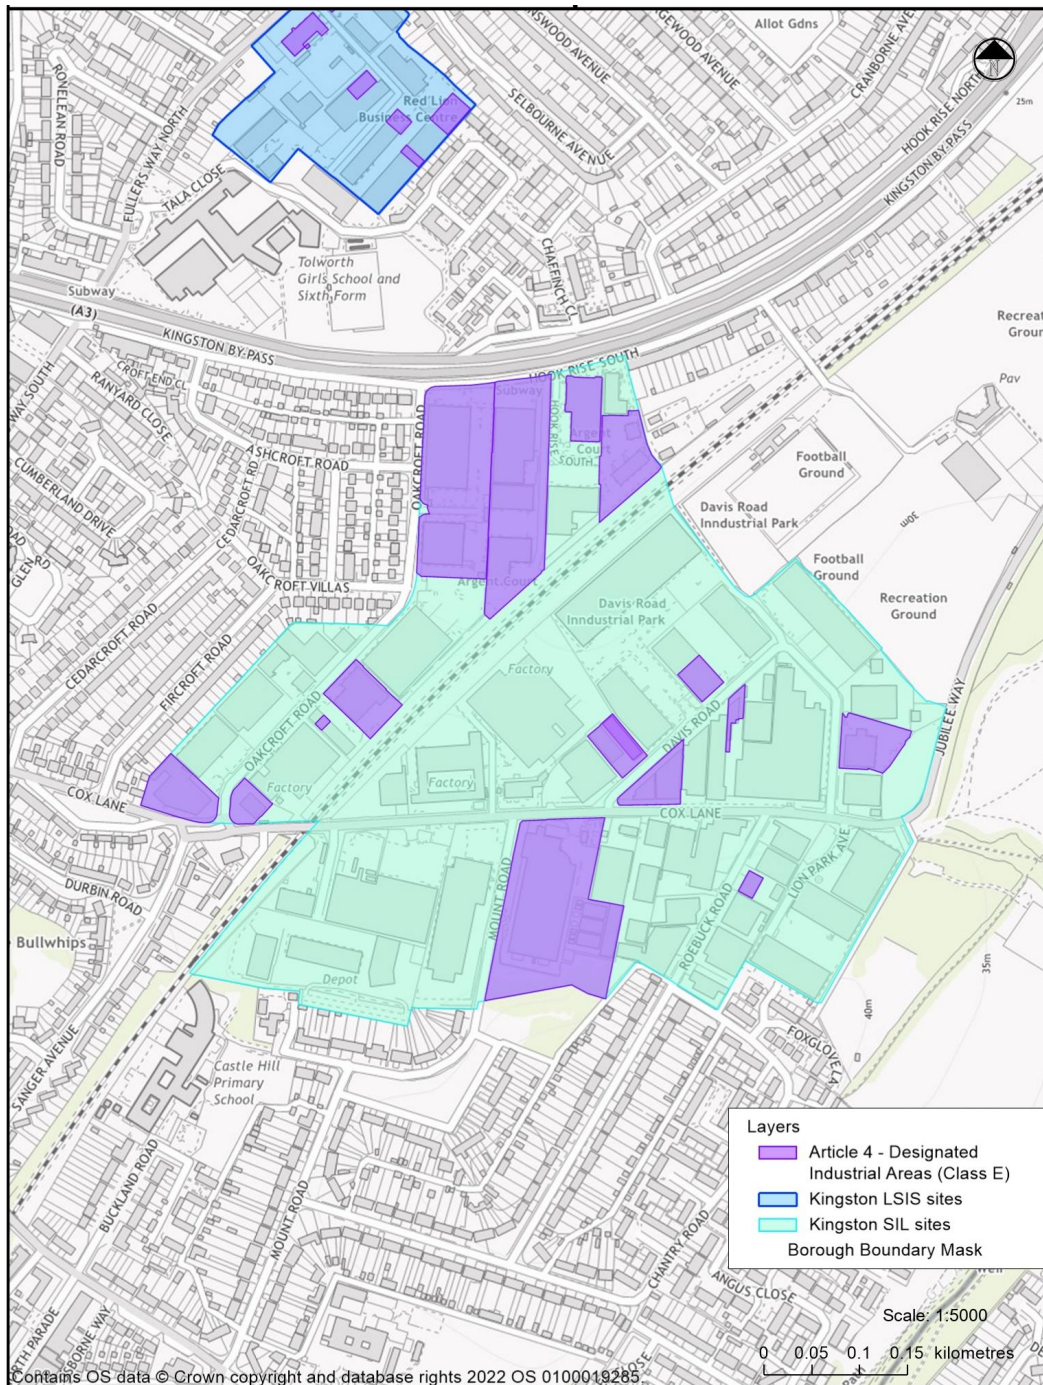 Allot Gdns
CRANBORNE AVE
SELBOURNE AVENUE
HOOK RISE NORTH
KINGSTON BY-PASS
N
25m
RONELEAN ROAD
FULLERS WAY NORTH
TALA CLOSE
Red Lion
Business Centre
Tolworth
Girls School and
Sixth Form
CHAFFINCH CL
Subway
(A3)
KINGSTON BY-PASS
HOOK RISE SOUTH
Subway
Pav
CROFT END CL
RANYARD CLOSE
WAY SOUTH
CUMBERLAND DRIVE
ASHCROFT ROAD
CEDARCROFT RD
OAKCROFT ROAD
HOOK RISE
SOUTH
Argent
Court
Football
Ground
30m
Davis Road
Inndustrial Park
Football
Ground
Recreation
Ground
OAKCROFT VILLAS
Argent Court
Davis Road
Inndustrial Park
CEDARCROFT ROAD
FIRCROFT ROAD
Factory
OAKCROFT ROAD
DAVIS ROAD
JUBILEE WAY
Factory
Factory
COX LANE
COX LANE
DURBIN ROAD
MOUNT ROAD
ROEBUCK ROAD
LION PARK AVE
Bullwhips
Depot
35m
40m
SANGER AVENUE
Castle Hill
Primary
School
FOXGLOVE LA
BUCKLAND ROAD
MOUNT ROAD
CHANTRY ROAD
ANGUS CLOSE
Layers
Article 4 - Designated
Industrial Areas (Class E)
Kingston LSIS sites
Kingston SIL sites
Borough Boundary Mask
Scale: 1:5000
0 0.05 0.1 0.15 kilometres
Contains OS data © Crown copyright and database rights 2022 OS 0100019285.